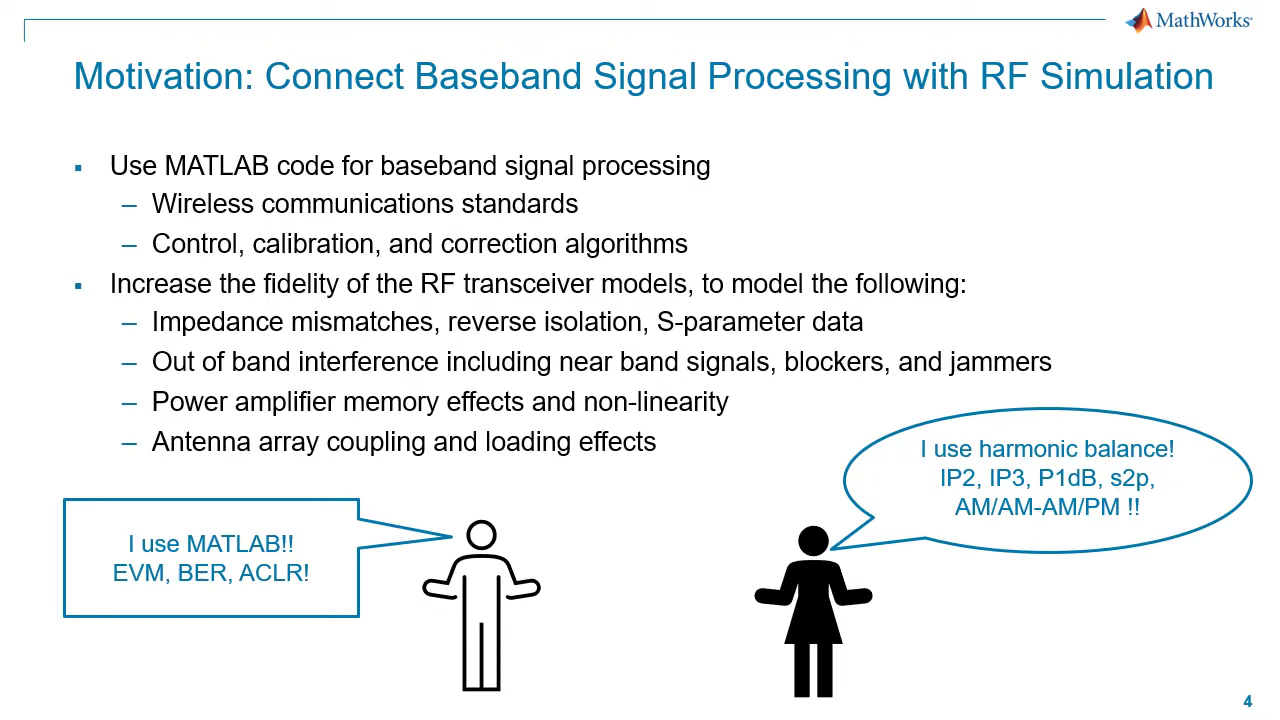 MathWorks
Motivation: Connect Baseband Signal Processing with RF Simulation
▪ Use MATLAB code for baseband signal processing
– Wireless communications standards
– Control, calibration, and correction algorithms
▪ Increase the fidelity of the RF transceiver models, to model the following:
– Impedance mismatches, reverse isolation, S-parameter data
– Out of band interference including near band signals, blockers, and jammers
– Power amplifier memory effects and non-linearity
– Antenna array coupling and loading effects
I use harmonic balance!
IP2, IP3, P1dB, s2p,
AM/AM-AM/PM !!
I use MATLAB!!
EVM, BER, ACLR!
4